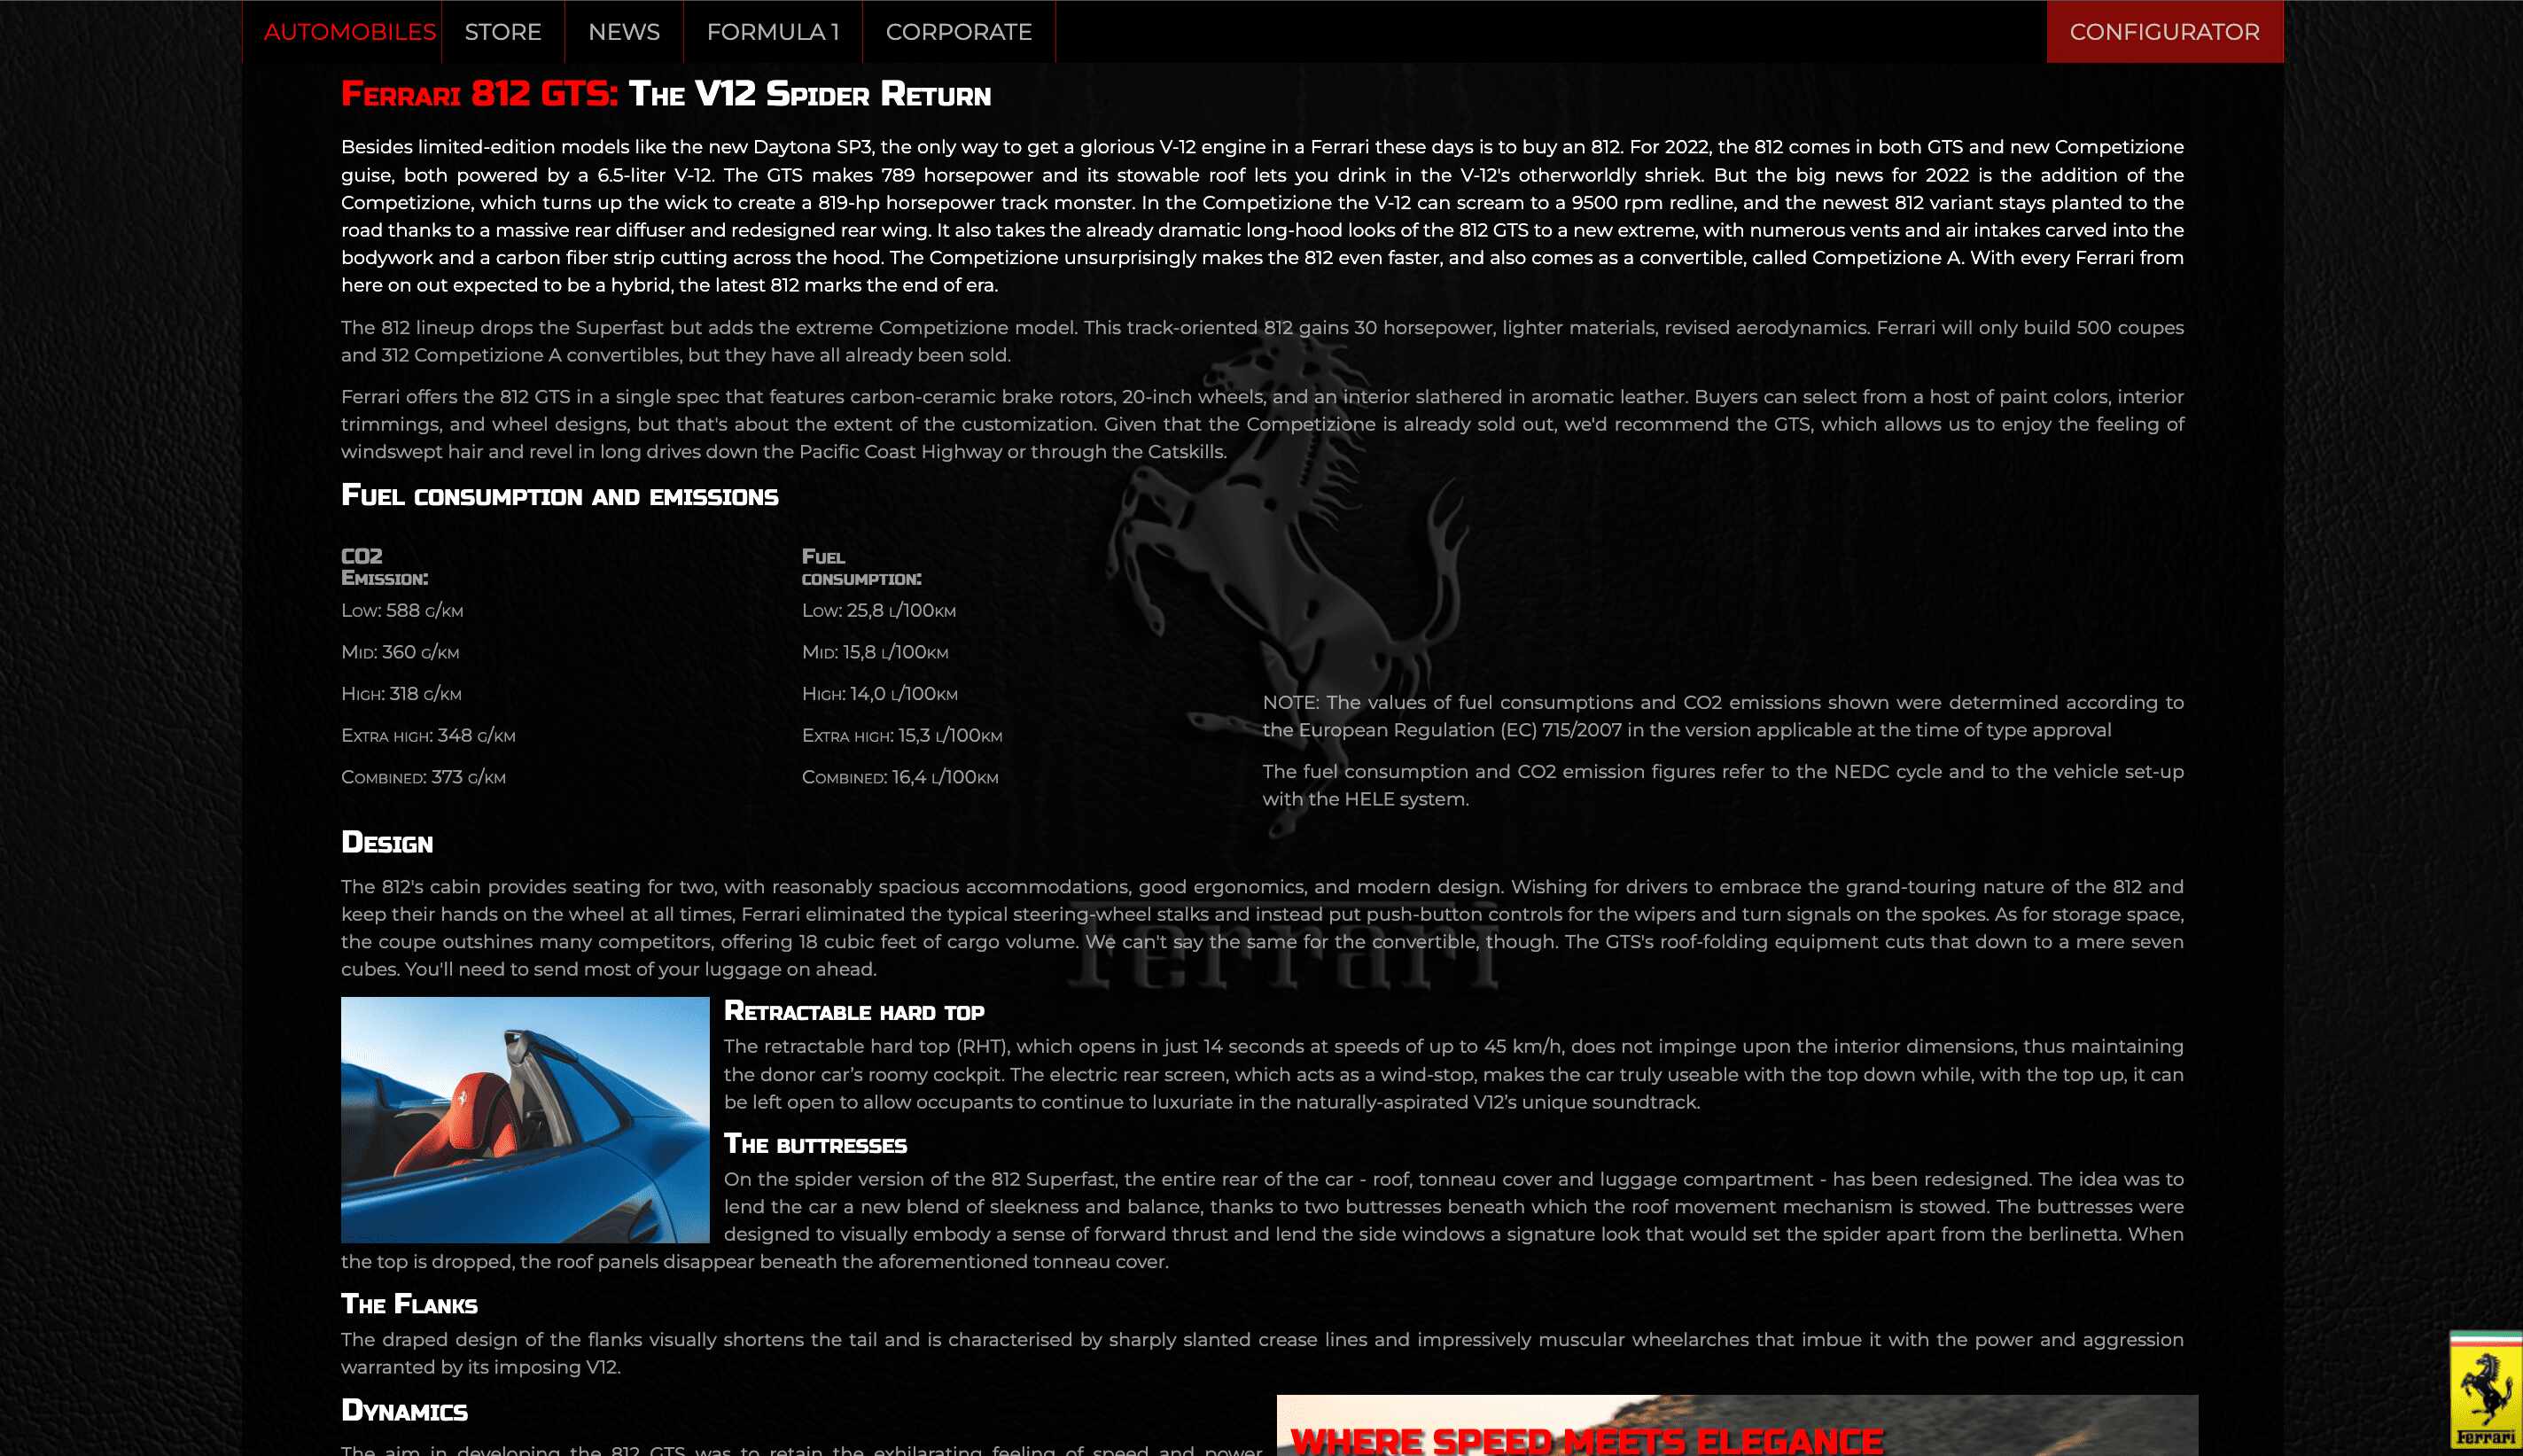 AUTOMOBILES STORE NEWS FORMULA 1 CORPORATE CONFIGURATOR
Ferrari 812 GTS: The V12 Spider Return
Besides limited-edition models like the new Daytona SP3, the only way to get a glorious V-12 engine in a Ferrari these days is to buy an 812. For 2022, the 812 comes in both GTS and new Competizione
guise, both powered by a 6.5-liter V-12. The GTS makes 789 horsepower and its stowable roof lets you drink in the V-12's otherworldly shriek. But the big news for 2022 is the addition of the
Competizione, which turns up the wick to create a 819-hp horsepower track monster. In the Competizione the V-12 can scream to a 9500 rpm redline, and the newest 812 variant stays planted to the
road thanks to a massive rear diffuser and redesigned rear wing. It also takes the already dramatic long-hood looks of the 812 GTS to a new extreme, with numerous vents and air intakes carved into the
bodywork and a carbon fiber strip cutting across the hood. The Competizione unsurprisingly makes the 812 even faster, and also comes as a convertible, called Competizione A. With every Ferrari from
here on out expected to be a hybrid, the latest 812 marks the end of era.
The 812 lineup drops the Superfast but adds the extreme Competizione model. This track-oriented 812 gains 30 horsepower, lighter materials, revised aerodynamics. Ferrari will only build 500 coupes
and 312 Competizione A convertibles, but they have all already been sold.
Ferrari offers the 812 GTS in a single spec that features carbon-ceramic brake rotors, 20-inch wheels, and an interior slathered in aromatic leather. Buyers can select from a host of paint colors, interior
trimmings, and wheel designs, but that's about the extent of the customization. Given that the Competizione is already sold out, we'd recommend the GTS, which allows us to enjoy the feeling of
windswept hair and revel in long drives down the Pacific Coast Highway or through the Catskills.
Fuel consumption and emissions
CO2
Emission:
Low: 588 g/km
Mid: 360 g/km
High: 318 g/km
Extra high: 348 g/km
Combined: 373 g/km
Fuel
consumption:
Low: 25,8 l/100km
Mid: 15,8 l/100km
High: 14,0 l/100km
Extra high: 15,3 l/100km
Combined: 16,4 l/100km
NOTE: The values of fuel consumptions and CO2 emissions shown were determined according to
the European Regulation (EC) 715/2007 in the version applicable at the time of type approval
The fuel consumption and CO2 emission figures refer to the NEDC cycle and to the vehicle set-up
with the HELE system.
Design
The 812's cabin provides seating for two, with reasonably spacious accommodations, good ergonomics, and modern design. Wishing for drivers to embrace the grand-touring nature of the 812 and
keep their hands on the wheel at all times, Ferrari eliminated the typical steering-wheel stalks and instead put push-button controls for the wipers and turn signals on the spokes. As for storage space,
the coupe outshines many competitors, offering 18 cubic feet of cargo volume. We can't say the same for the convertible, though. The GTS's roof-folding equipment cuts that down to a mere seven
cubes. You'll need to send most of your luggage on ahead.
Ferrari
Retractable hard top
The retractable hard top (RHT), which opens in just 14 seconds at speeds of up to 45 km/h, does not impinge upon the interior dimensions, thus maintaining
the donor car's roomy cockpit. The electric rear screen, which acts as a wind-stop, makes the car truly useable with the top down while, with the top up, it can
be left open to allow occupants to continue to luxuriate in the naturally-aspirated V12's unique soundtrack.
The buttresses
On the spider version of the 812 Superfast, the entire rear of the car - roof, tonneau cover and luggage compartment - has been redesigned. The idea was to
lend the car a new blend of sleekness and balance, thanks to two buttresses beneath which the roof movement mechanism is stowed. The buttresses were
designed to visually embody a sense of forward thrust and lend the side windows a signature look that would set the spider apart from the berlinetta. When
the top is dropped, the roof panels disappear beneath the aforementioned tonneau cover.
The Flanks
The draped design of the flanks visually shortens the tail and is characterised by sharply slanted crease lines and impressively muscular wheelarches that imbue it with the power and aggression
warranted by its imposing V12.
Dynamics
The aim in developing the 812 GTS was to retain the exhilarating feeling of speed and power
WHERE SPEED MEETS ELEGANCE
Ferrari